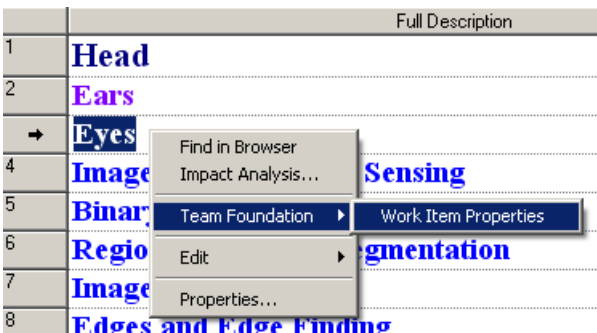 Full Description
1 Head
2 Ears
Eyes
Find in Browser
4 Image Sensing
Impact Analysis...
5 Binary
Team Foundation
Work Item Properties
6 Regio egmentation
Edit
7 Image
Properties...
8 Edges and Edge Finding